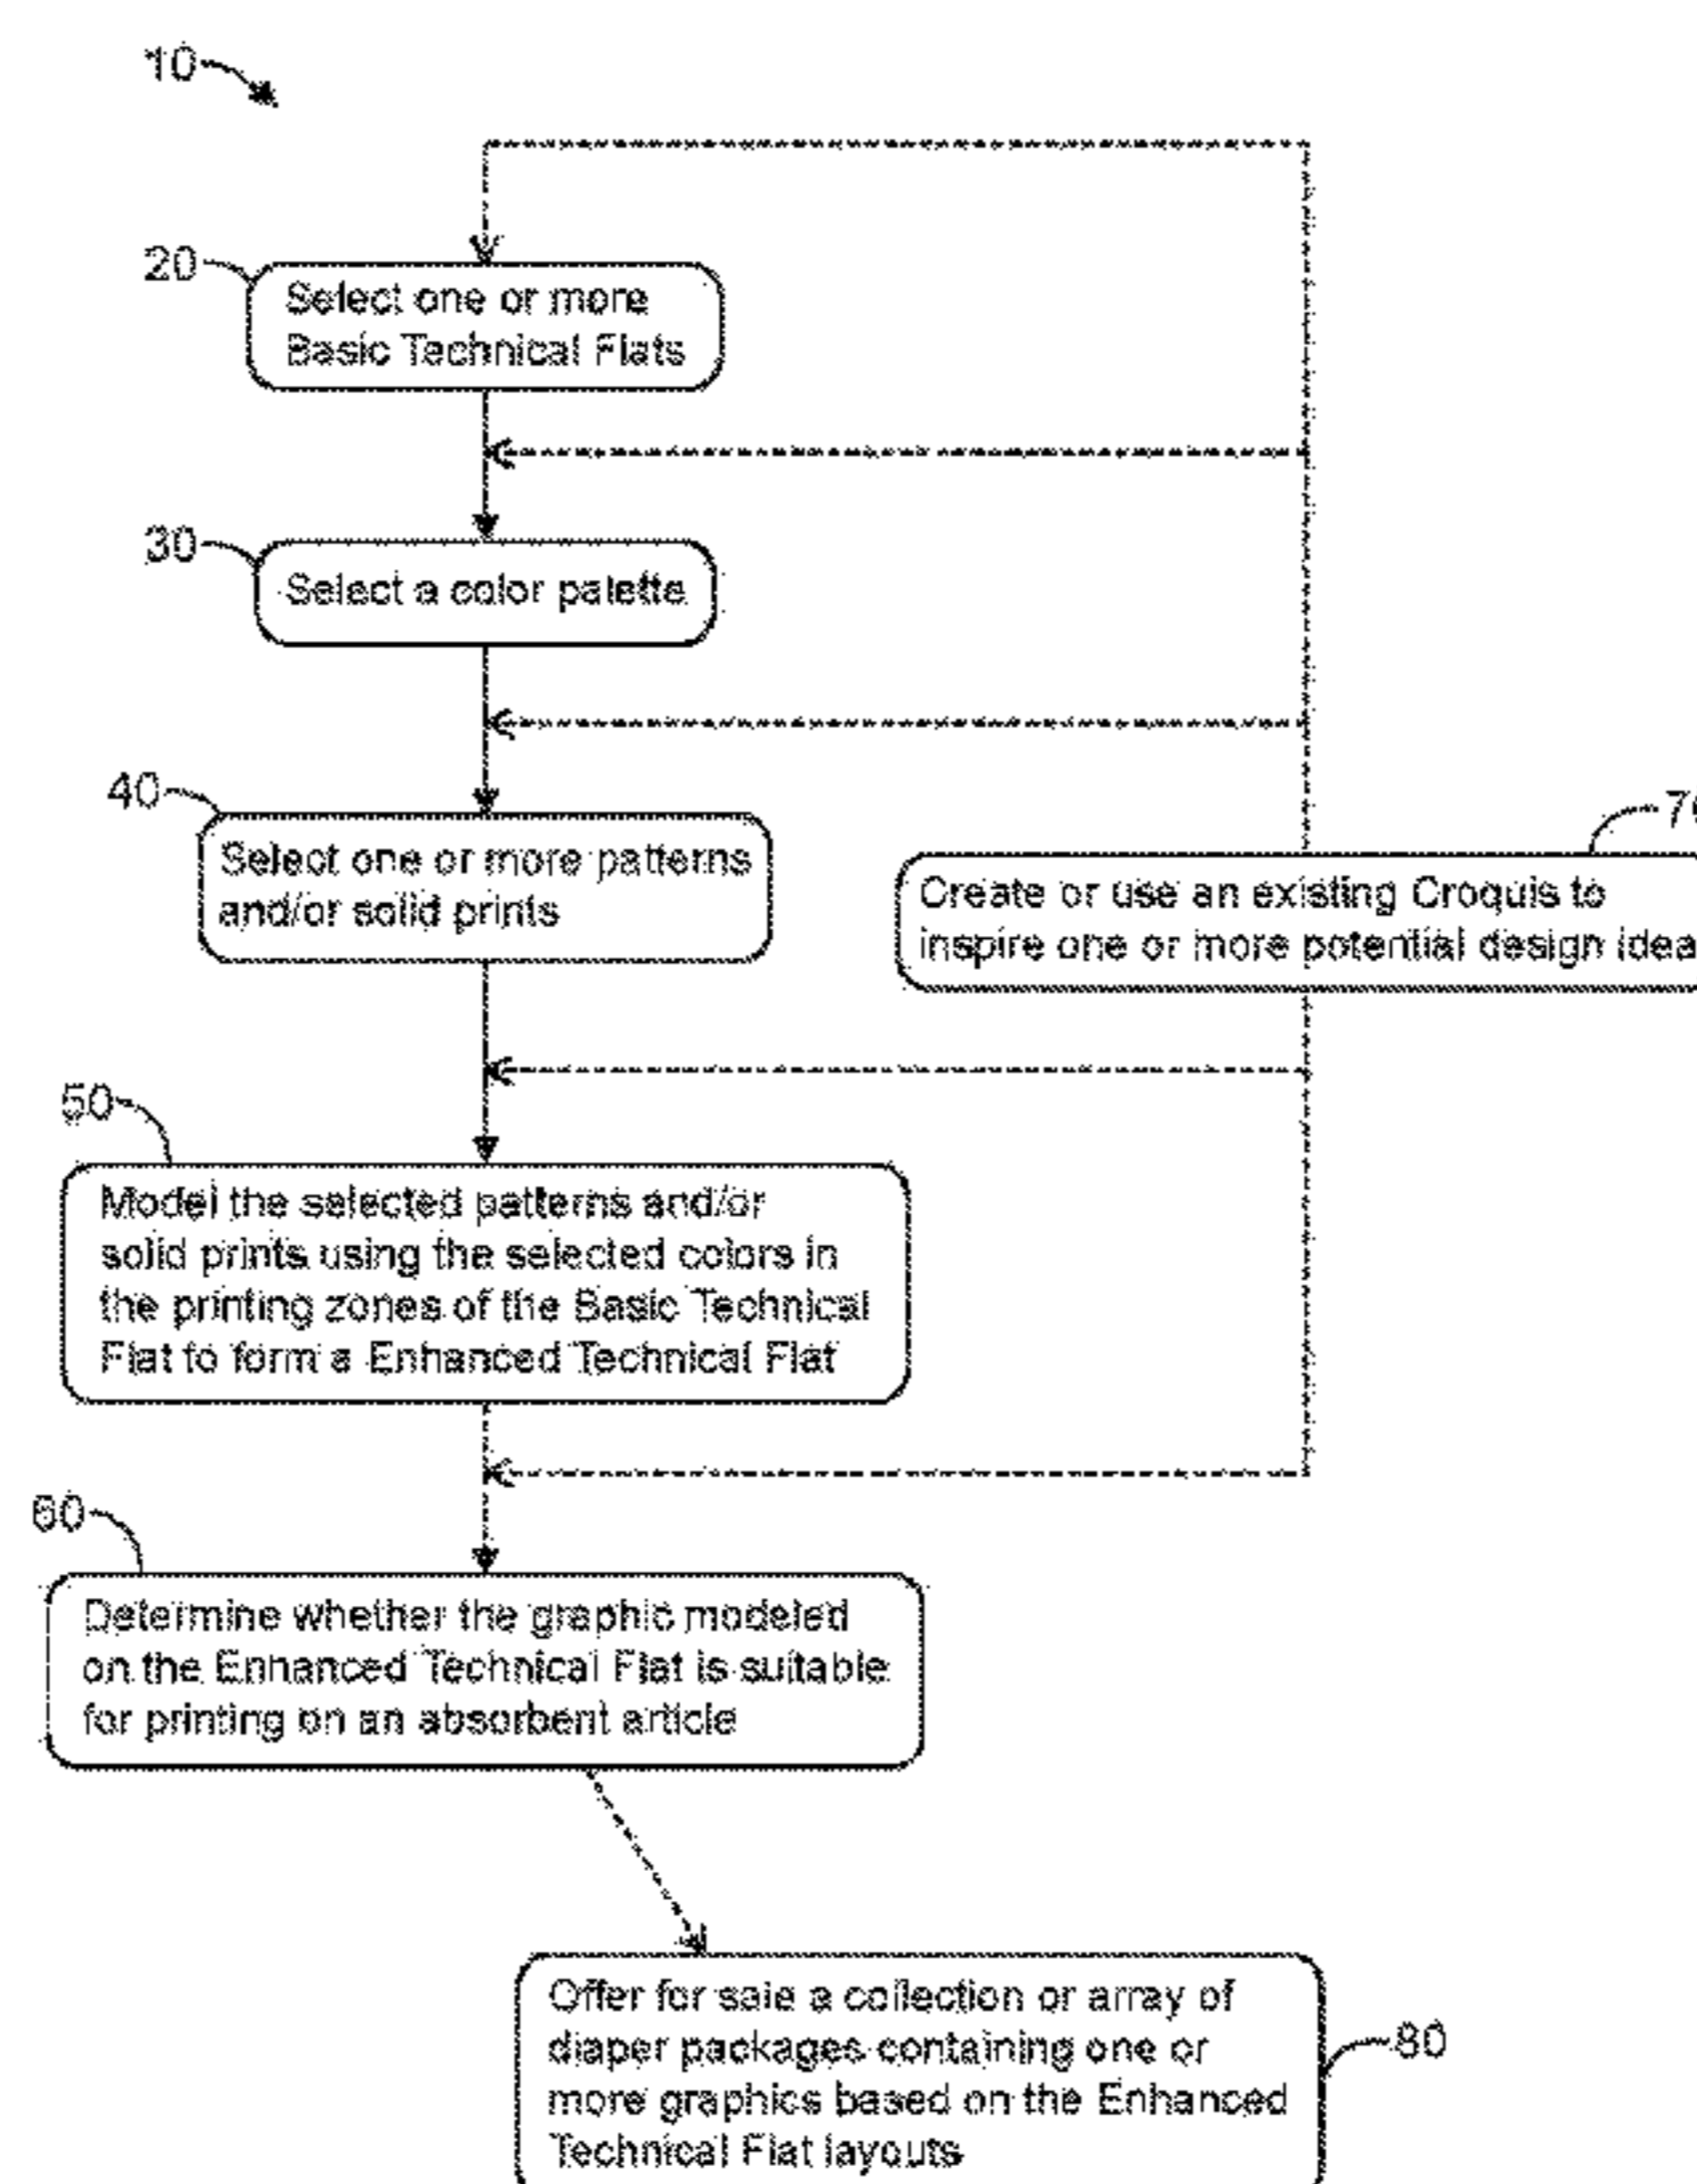 10
20
Select one or more
Basic Technical Flats
30
Select a color palette
40
Select one or more patterns
and/or solid prints
70
Create or use an existing Croquis to
inspire one or more potential design idea
50
Model the selected patterns and/or
solid prints using the selected colors in
the printing zones of the Basic Technical
Flat to form a Enhanced Technical Flat
60
Determine whether the graphic modeled
on the Enhanced Technical Flat is suitable
for printing on an absorbent article
Offer for sale a collection or array of
diaper packages containing one or
more graphics based on the Enhanced
Technical Flat layouts
80